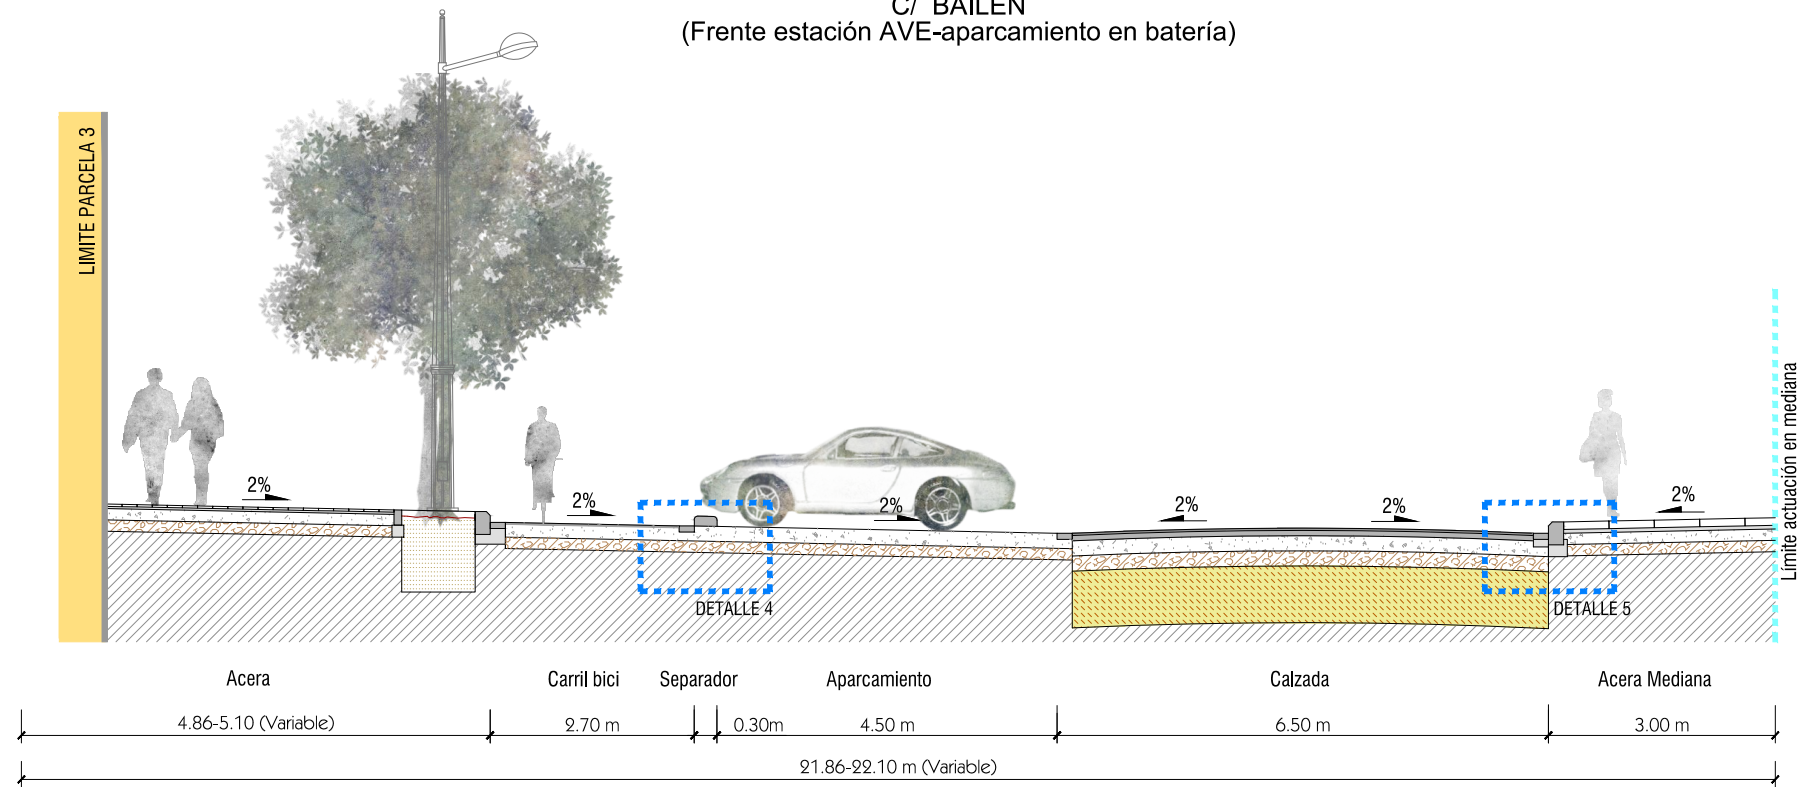 C/ BAILEN
(Frente estación AVE-aparcamiento en batería)
LIMITE PARCELA 3
Límite actuación en mediana
2%
2%
2%
2%
2%
2%
DETALLE 4
DETALLE 5
Acera
Carril bici
Separador
Aparcamiento
Calzada
Acera Mediana
4.86-5.10 (Variable)
2.70 m
0.30m
4.50 m
6.50 m
3.00 m
21.86-22.10 m (Variable)